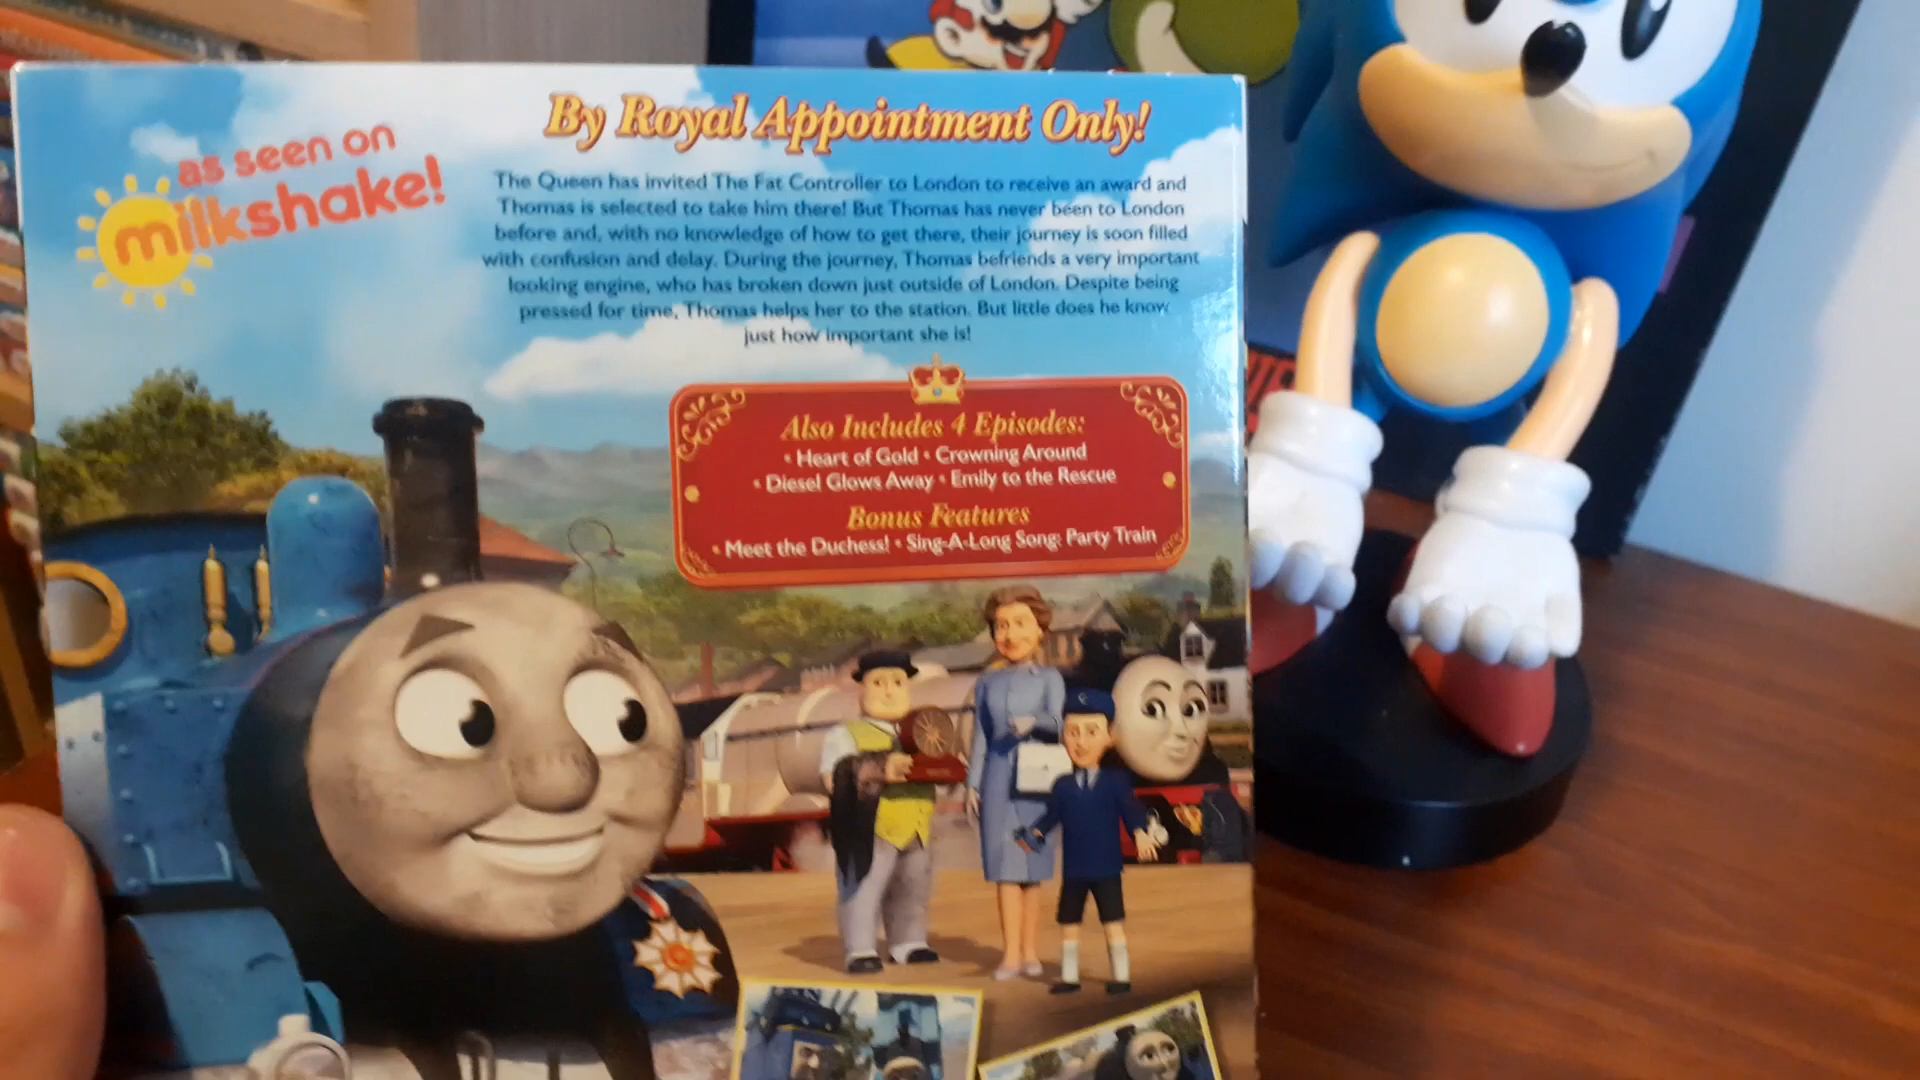 as seen on
milkshake!
By Royal Appointment Only!
The Queen has invited The Fat Controller to London to receive an award and
Thomas is selected to take him there! But Thomas has never been to London
before and, with no knowledge of how to get there, their journey is soon filled
with confusion and delay. During the journey, Thomas befriends a very important
looking engine, who has broken down just outside of London. Despite being
pressed for time, Thomas helps her to the station. But little does he know
just how important she is!
Also Includes 4 Episodes:
• Heart of Gold • Crowning Around
• Diesel Glows Away • Emily to the Rescue
Bonus Features
• Meet the Duchess! • Sing-A-Long Song: Party Train